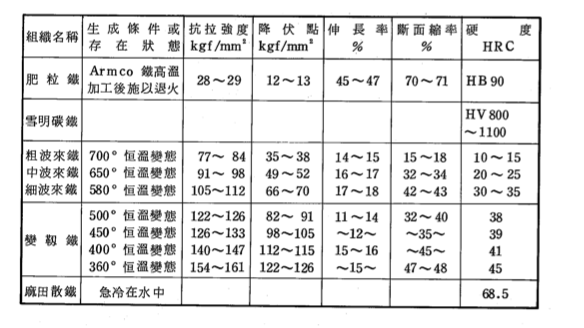 組織名稱 生成條件或存在狀態 抗拉強度 kgf/mm² 降伏點 kgf/mm² 伸長率 % 斷面縮率 % 硬度 HRC
肥粒鐵 Armco 鐵高溫加工後施以退火 28～29 12～13 45～47 70～71 HB 90
雪明碳鐵 HV 800～1100
粗波來鐵 700° 恒溫變態 77～84 35～38 14～15 15～18 10～15
中波來鐵 650° 恒溫變態 91～98 49～52 16～17 32～34 20～25
細波來鐵 580° 恒溫變態 105～112 66～70 17～18 42～43 30～35
變韌鐵 500° 恒溫變態 122～126 82～91 11～14 32～40 38
450° 恒溫變態 126～133 98～105 ～12～ ～35～ 39
400° 恒溫變態 140～147 112～115 15～16 ～45～ 41
360° 恒溫變態 154～161 122～126 ～15～ 47～48 45
麻田散鐵 急冷在水中 68.5